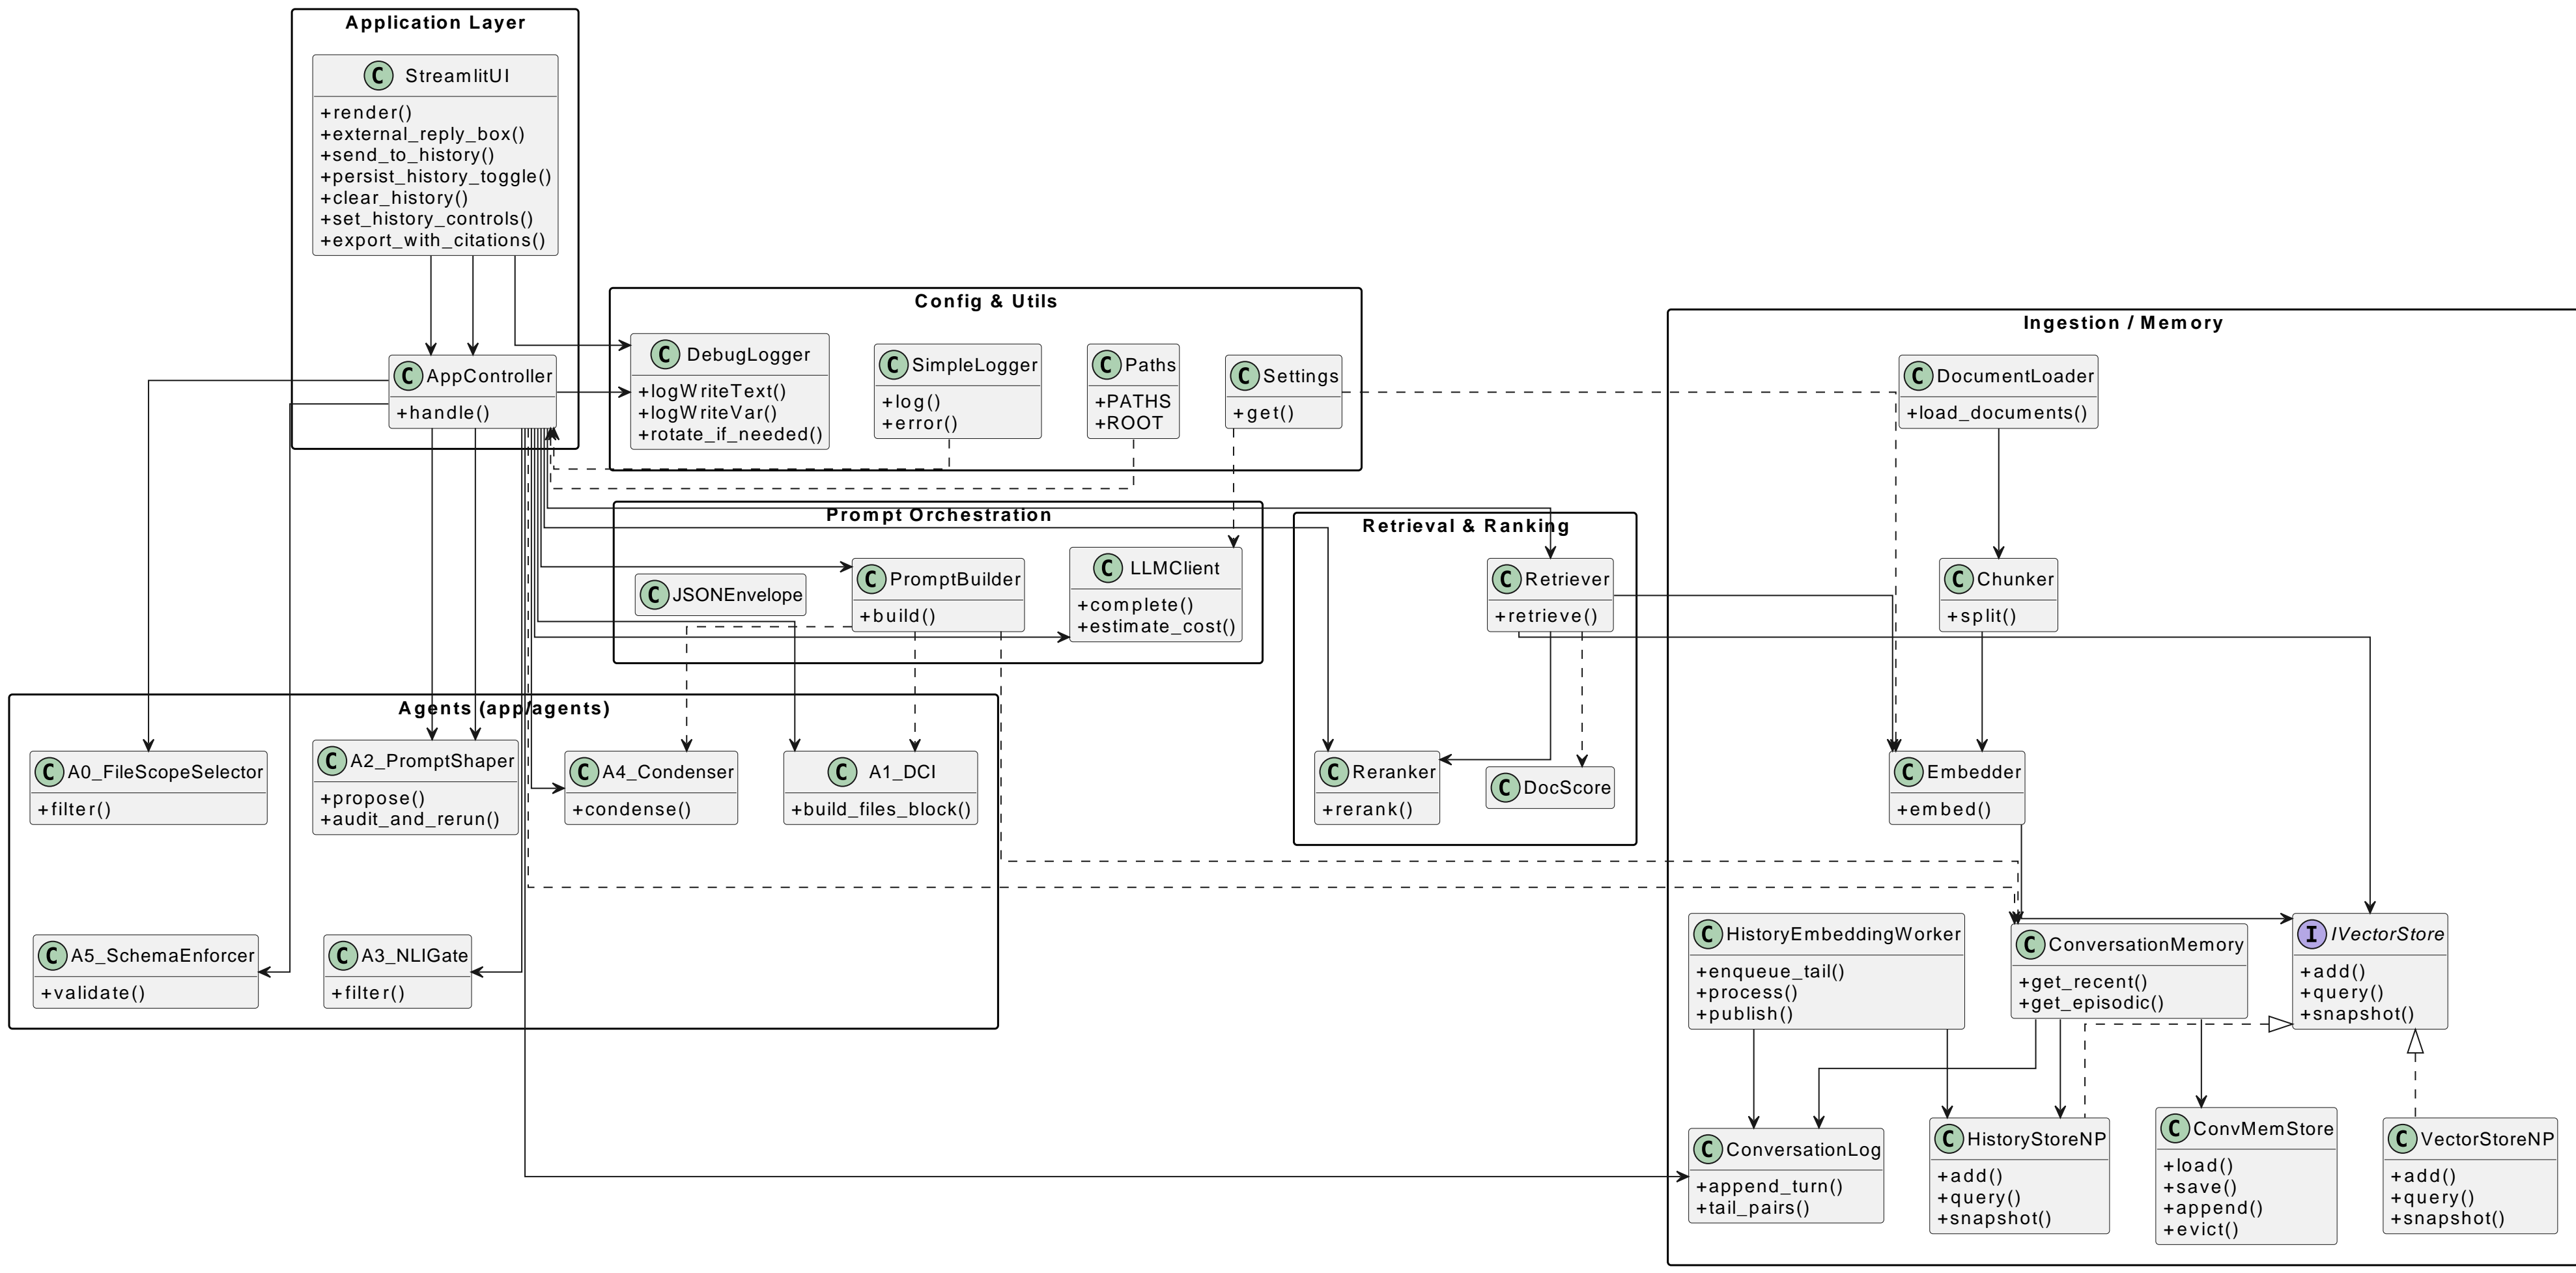 Application Layer
C StreamlitUI
+render()
+external_reply_box()
+send_to_history()
+persist_history_toggle()
+clear_history()
+set_history_controls()
+export_with_citations()
C AppController
+handle()
Config & Utils
C DebugLogger
+logWriteText()
+logWriteVar()
+rotate_if_needed()
C SimpleLogger
+log()
+error()
C Paths
+PATHS
+ROOT
C Settings
+get()
Prompt Orchestration
C JSONEnvelope
C PromptBuilder
+build()
C LLMClient
+complete()
+estimate_cost()
Retrieval & Ranking
C Retriever
+retrieve()
C Reranker
+rerank()
C DocScore
Agents (app/agents)
C A0_FileScopeSelector
+filter()
C A2_PromptShaper
+propose()
+audit_and_rerun()
C A4_Condenser
+condense()
C A1_DCI
+build_files_block()
C A5_SchemaEnforcer
+validate()
C A3_NLIGate
+filter()
Ingestion / Memory
C DocumentLoader
+load_documents()
C Chunker
+split()
C Embedder
+embed()
C HistoryEmbeddingWorker
+enqueue_tail()
+process()
+publish()
C ConversationMemory
+get_recent()
+get_episodic()
I IVectorStore
+add()
+query()
+snapshot()
C ConversationLog
+append_turn()
+tail_pairs()
C HistoryStoreNP
+add()
+query()
+snapshot()
C ConvMemStore
+load()
+save()
+append()
+evict()
C VectorStoreNP
+add()
+query()
+snapshot()